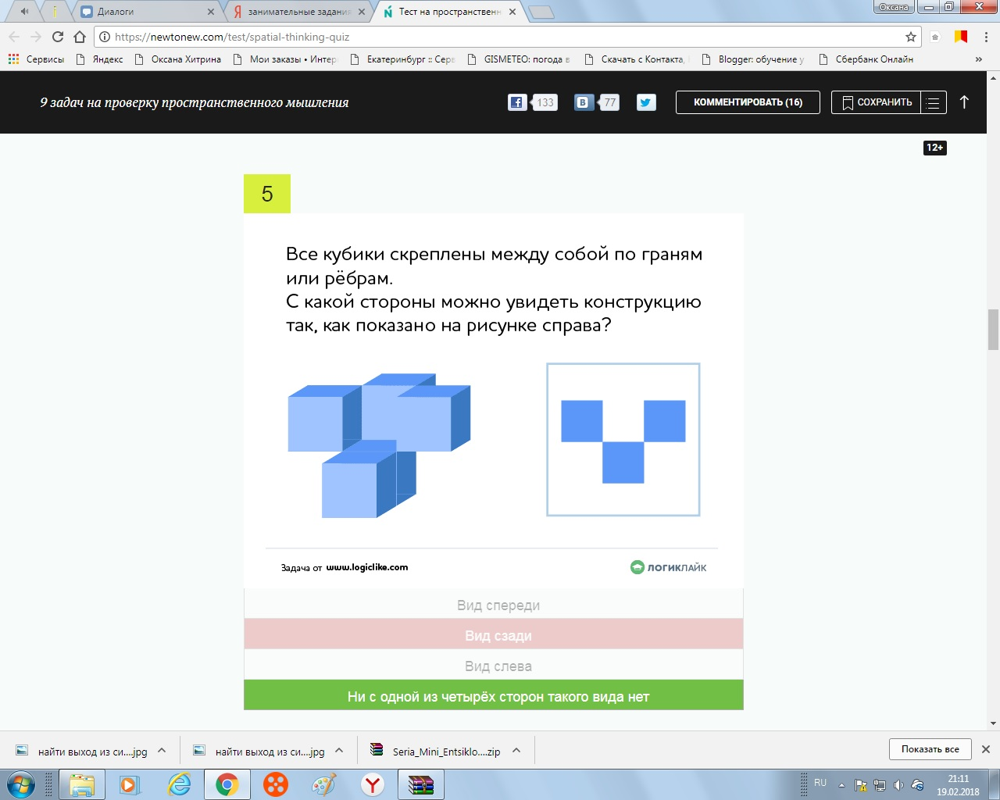 Диалоги
занимательные задания
Тест на пространственн
Оксана
https://newtonew.com/test/spatial-thinking-quiz
Сервисы
Яндекс
Оксана Хитрина
Мои заказы • Интер
Екатеринбург :: Серв
GISMETEO: погода в
Скачать с Контакта,
Blogger: обучение у
Сбербанк Онлайн
»
9 задач на проверку пространственного мышления
133
77
КОММЕНТИРОВАТЬ (16)
СОХРАНИТЬ
12+
5
Все кубики скреплены между собой по граням
или рёбрам.
С какой стороны можно увидеть конструкцию
так, как показано на рисунке справа?
Задача от www.logiclike.com
ЛОГИКЛАЙК
Вид спереди
Вид сзади
Вид слева
Ни с одной из четырёх сторон такого вида нет
найти выход из си....jpg
найти выход из си....jpg
Seria_Mini_Entsiklo....zip
Показать все
RU
21:11
19.02.2018